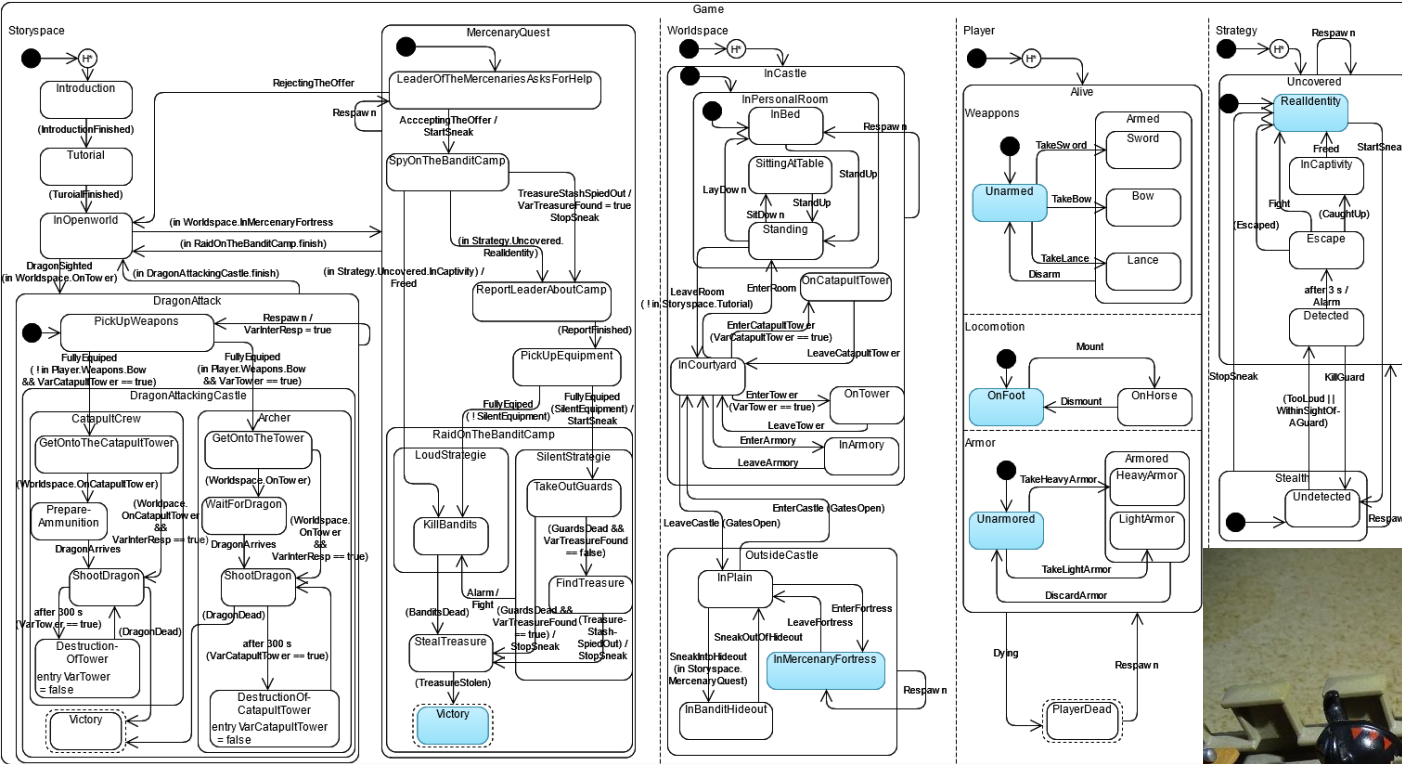 Game
Storyspace
H*
Introduction
(IntroductionFinished)
Tutorial
(TuroialFinished)
InOpenworld
RejectingTheOffer
(in Worldspace.InMercenaryFortress)
(in RaidOnTheBanditCamp.finish)
DragonSighted
(in Worldspace.OnTower)
(in DragonAttackingCastle.finish)
DragonAttack
PickUpWeapons
Respawn /
VarInterResp = true
FullyEquiped
( ! in Player.Weapons.Bow
&& VarCatapultTower == true)
FullyEquiped
(in Player.Weapons.Bow
&& VarTower == true)
DragonAttackingCastle
CatapultCrew
GetOntoTheCatapultTower
(Worldspace.OnCatapultTower)
Prepare-
Ammunition
(Worldpace.
OnCatapultTower
&&
VarInterResp == true)
DragonArrives
ShootDragon
after 300 s
(VarTower == true)
(DragonDead)
Destruction-
OfTower
entry VarTower
= false
Victory
Archer
GetOntoTheTower
(Worldspace.OnTower)
WaitForDragon
(Worldspace.
OnTower
&&
VarInterResp == true)
DragonArrives
ShootDragon
(DragonDead)
after 300 s
(VarCatapultTower == true)
DestructionOf-
CatapultTower
entry VarCatapultTower
= false
MercenaryQuest
LeaderOfTheMercenariesAsksForHelp
Respawn
AccceptingTheOffer /
StartSneak
SpyOnTheBanditCamp
TreasureStashSpiedOut /
VarTreasureFound = true
StopSneak
(in Strategy.Uncovered.
RealIdentity)
(in Strategy.Uncovered.InCaptivity) /
Freed
ReportLeaderAboutCamp
(ReportFinished)
PickUpEquipment
FullyEqiped
( ! SilentEquipment)
FullyEquiped
(SilentEquipment) /
StartSneak
RaidOnTheBanditCamp
LoudStrategie
KillBandits
SilentStrategie
TakeOutGuards
(GuardsDead &&
VarTreasureFound
== false)
FindTreasure
Alarm /
Fight
(BanditsDead)
(GuardsDead &&
VarTreasureFound
== true) /
StopSneak
(Treasure-
Stash-
SpiedOut) /
StopSneak
StealTreasure
(TreasureStolen)
Victory
Worldspace
H*
InCastle
InPersonalRoom
InBed
Respawn
SittingAtTable
LayDown
StandUp
SitDown
StandUp
Standing
LeaveRoom
( ! in Storyspace.Tutorial)
EnterRoom
OnCatapultTower
EnterCatapultTower
(VarCatapultTower == true)
LeaveCatapultTower
InCourtyard
EnterTower
(VarTower == true)
OnTower
LeaveTower
EnterArmory
InArmory
LeaveArmory
LeaveCastle (GatesOpen)
EnterCastle (GatesOpen)
OutsideCastle
InPlain
EnterFortress
LeaveFortress
SneakOutOfHideout
SneakIntoHideout
(in Storyspace.
MercenaryQuest)
InMercenaryFortress
Respawn
InBanditHideout
Player
H*
Alive
Weappons
Armed
TakeSword
Sword
Unarmed
TakeBow
Bow
TakeLance
Lance
Disarm
Locomotion
Mount
OnFoot
Dismount
OnHorse
Armor
Armored
TakeHeavyArmor
HeavyArmor
Unarmored
LightArmor
TakeLightArmor
DiscardArmor
Dying
Respawn
PlayerDead
Strategy
H*
Respawn
Uncovered
RealIdentity
Freed
StartSneak
InCaptivity
Fight
(CaughtUp)
(Escaped)
Escape
after 3 s /
Alarm
Detected
StopSneak
KillGuard
(TooLoud ||
WithinSightOf-
AGuard)
Stealth
Undetected